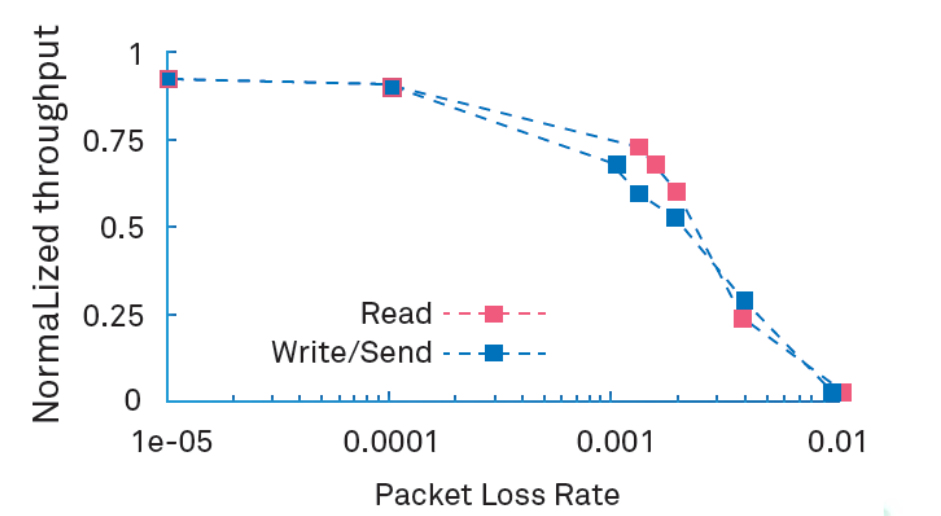 NormaLized throughput
1
0.75
0.5
0.25
0
Read
Write/Send
1e-05 0.0001 0.001 0.01
Packet Loss Rate